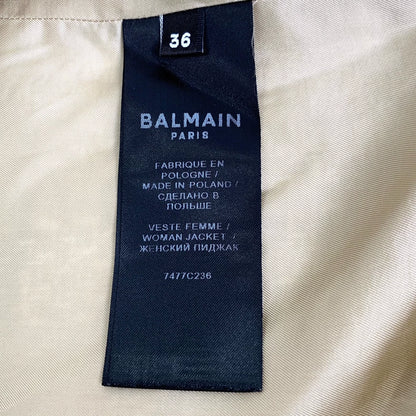 36
BALMAIN
PARIS
FABRIQUE EN
POLOGNE /
MADE IN POLAND /
СДЕЛАНО В
ПОЛЬШЕ
VESTE FEMME /
WOMAN JACKET /
ЖЕНСКИЙ ПИДЖАК
7477C236